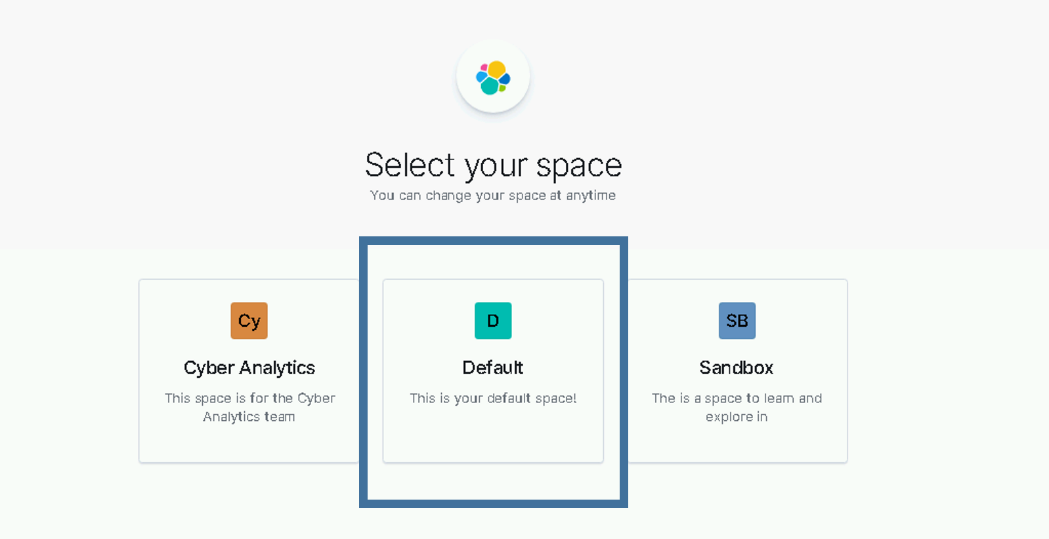 Select your space
You can change your space at anytime
Cy
Cyber Analytics
This space is for the Cyber
Analytics team
D
Default
This is your default space!
SB
Sandbox
The is a space to learn and
explore in